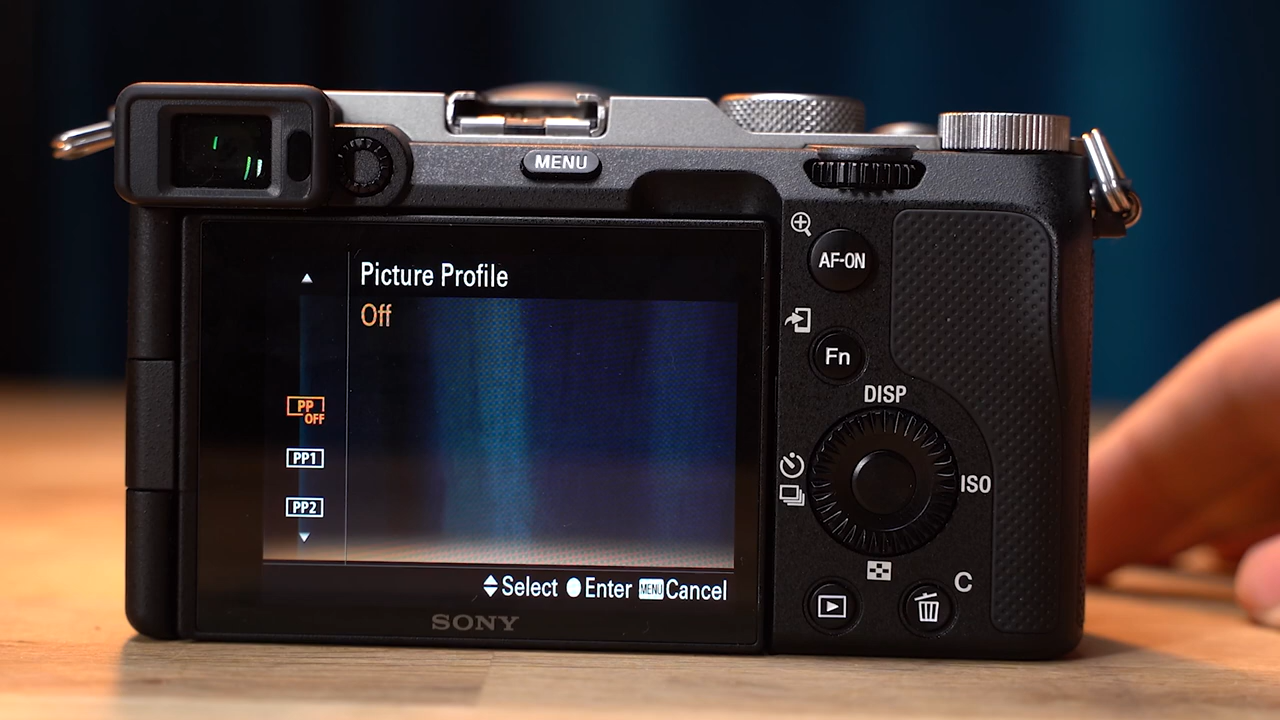 MENU
Picture Profile
Off
PP
OFF
PP1
PP2
Select Enter MENU Cancel
SONY
AF-ON
Fn
DISP
ISO
C